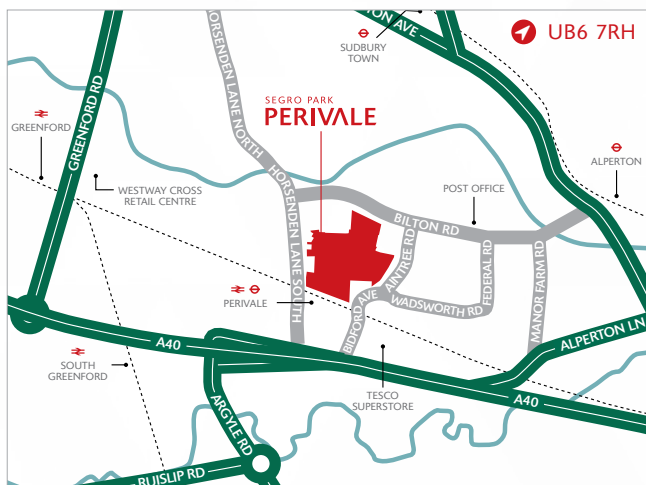 TON AVE
UB6 7RH
SUDBURY
TOWN
HORSENDEN LANE NORTH
GREENFORD RD
SEGRO PARK
PERIVALE
GREENFORD
ALPERTON
WESTWAY CROSS
RETAIL CENTRE
POST OFFICE
HORSENDEN LANE SOUTH
BILTON RD
AINTREE RD
FEDERAL RD
MANOR FARM RD
PERIVALE
WADSWORTH RD
BIDFORD AVE
A40
ALPERTON LN
SOUTH
GREENFORD
TESCO
SUPERSTORE
A40
ARGYLE RD
RUISLIP RD